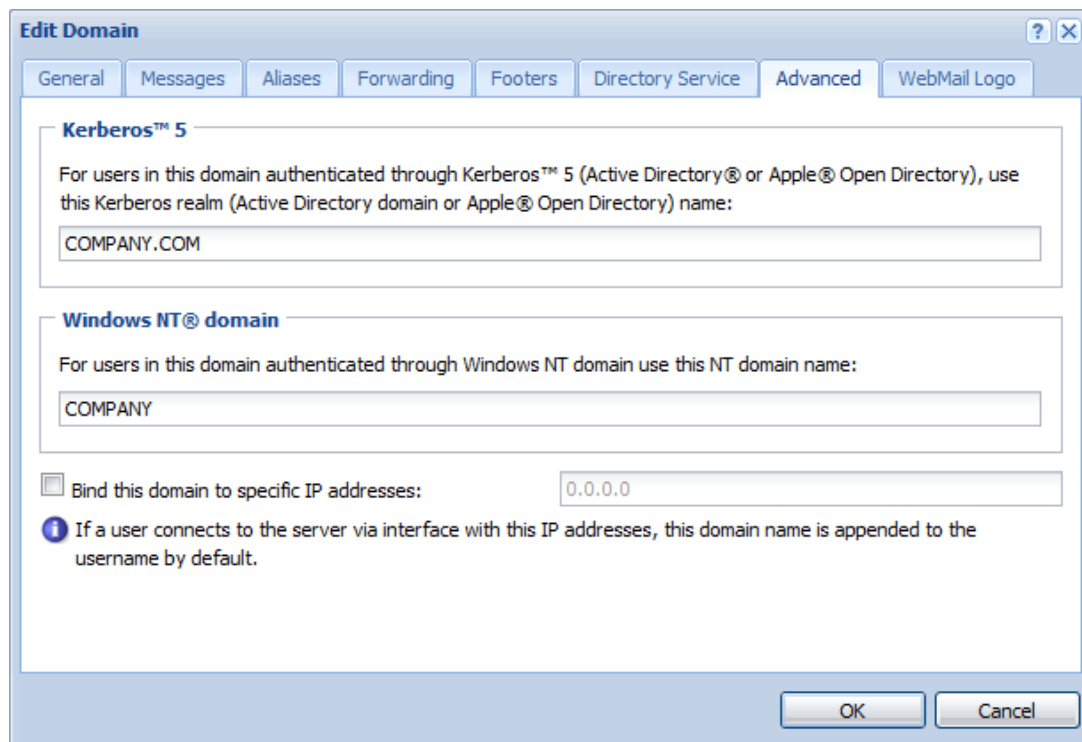 Edit Domain
General Messages Aliases Forwarding Footers Directory Service Advanced WebMail Logo
Kerberos™ 5
For users in this domain authenticated through Kerberos™ 5 (Active Directory® or Apple® Open Directory), use
this Kerberos realm (Active Directory domain or Apple® Open Directory) name:
COMPANY.COM
Windows NT® domain
For users in this domain authenticated through Windows NT domain use this NT domain name:
COMPANY
Bind this domain to specific IP addresses: 0.0.0.0
If a user connects to the server via interface with this IP addresses, this domain name is appended to the
username by default.
OK Cancel